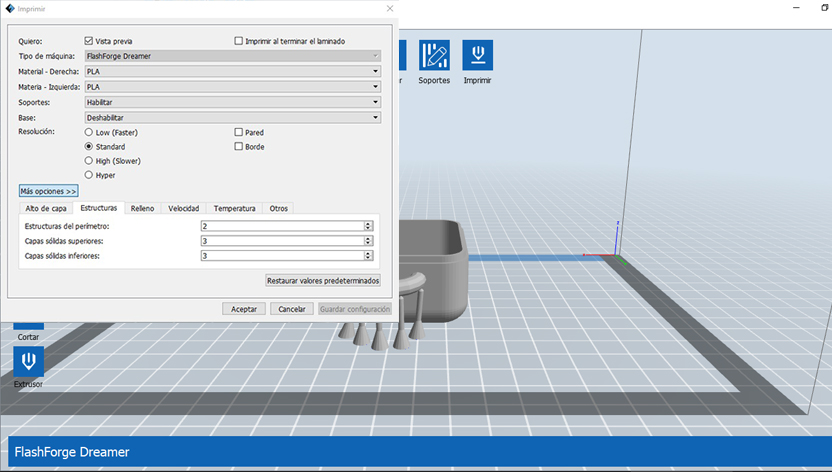 Imprimir
Quiero: Vista previa Imprimir al terminar el laminado
Tipo de máquina: FlashForge Dreamer
Material - Derecha: PLA
Materia - Izquierda: PLA
Soportes: Habilitar
Base: Deshabilitar
Resolución: Low (Faster) Pared
Standard Borde
High (Slower)
Hyper
Más opciones >>
Alto de capa Estructuras Relleno Velocidad Temperatura Otros
Estructuras del perímetro: 2
Capas sólidas superiores: 3
Capas sólidas inferiores: 3
Restaurar valores predeterminados
Aceptar Cancelar Guardar configuración
Soportes Imprimir
Cortar
Extrusor
FlashForge Dreamer